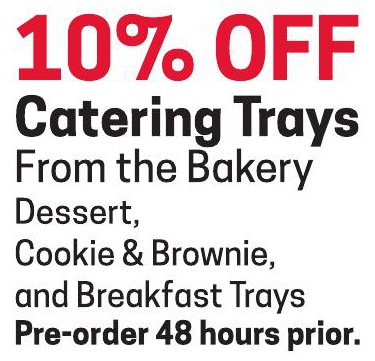 10% OFF
Catering Trays
From the Bakery
Dessert,
Cookie & Brownie,
and Breakfast Trays
Pre-order 48 hours prior.